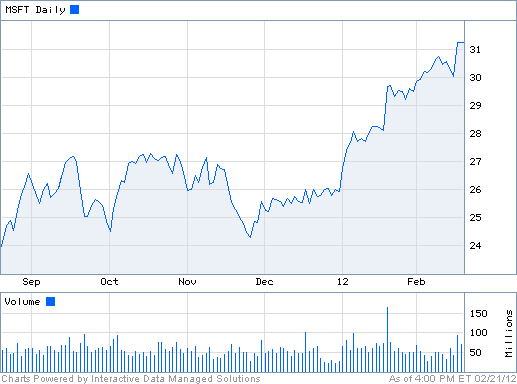 MSFT Daily
31
30
29
28
27
26
25
24
Sep Oct Nov Dec 12 Feb
Volume
150
100
50
Millions
Charts Powered by Interactive Data Managed Solutions As of 4:00 PM ET 02/21/12